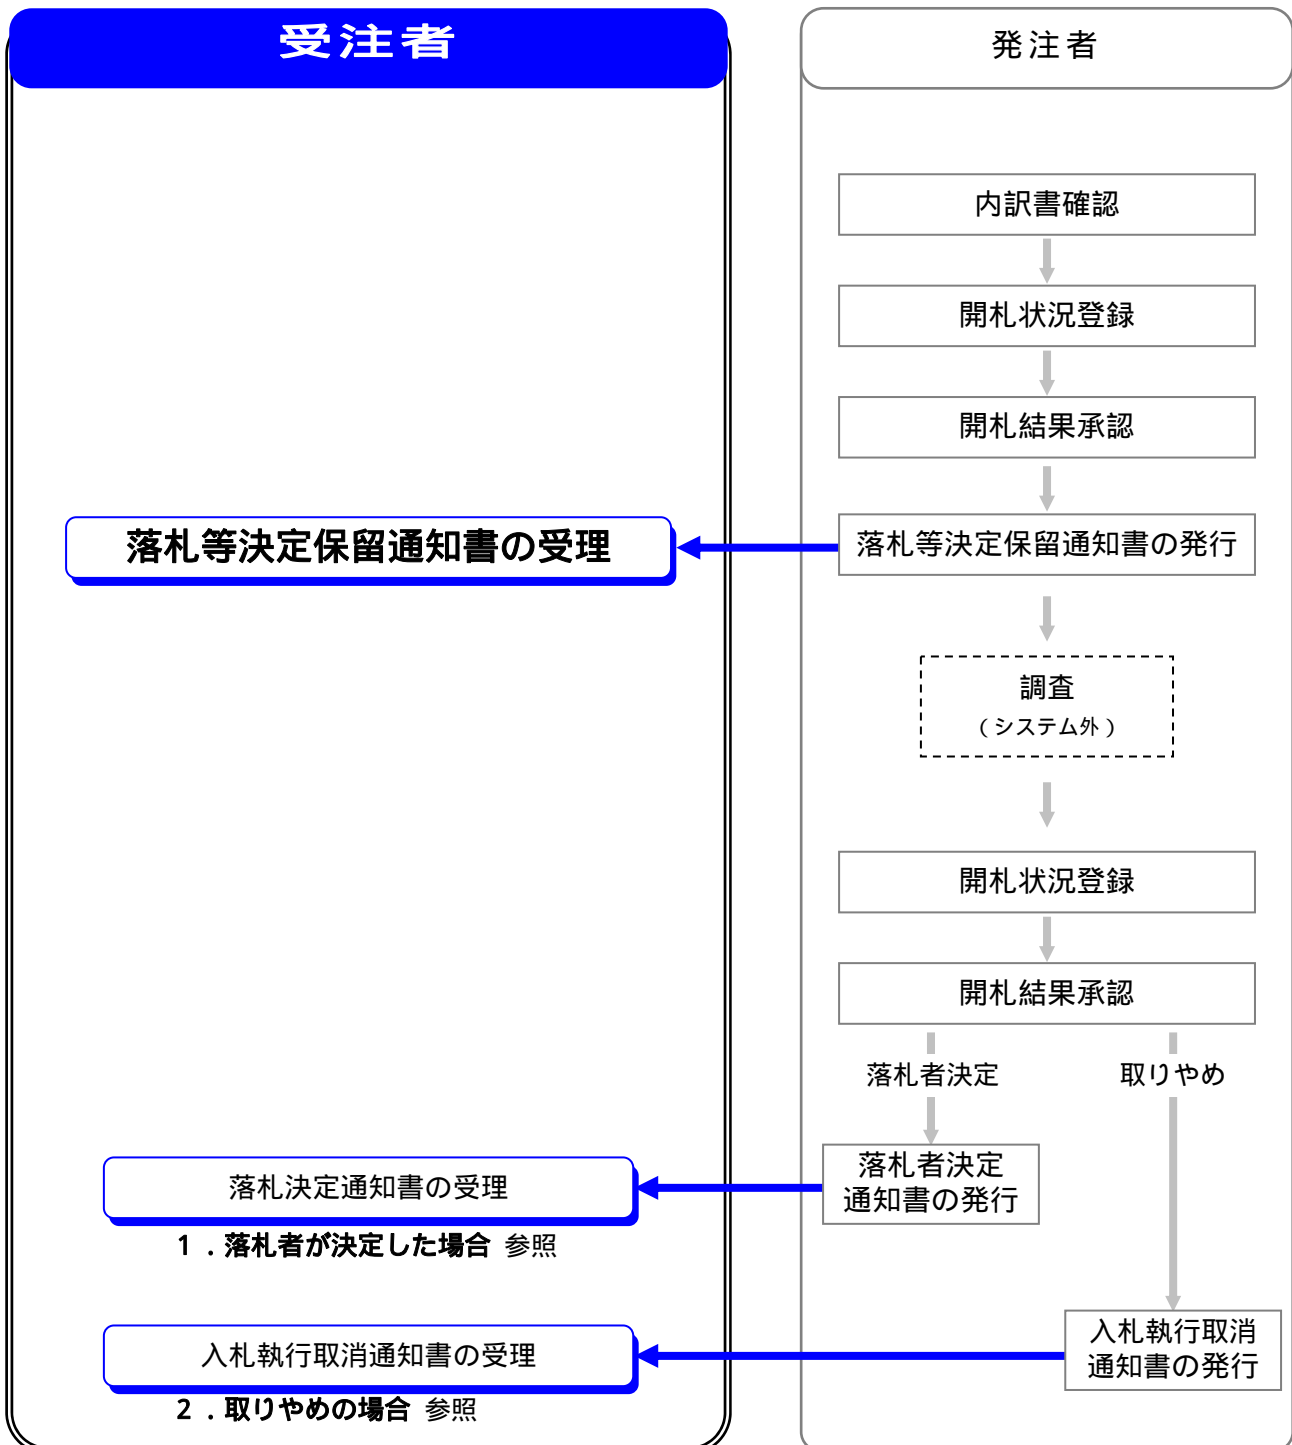 受注者
発注者
内訳書確認
開札状況登録
開札結果承認
落札等決定保留通知書の受理
落札等決定保留通知書の発行
調査
（システム外）
開札状況登録
開札結果承認
落札者決定
取りやめ
落札者決定
通知書の発行
落札決定通知書の受理
１．落札者が決定した場合 参照
入札執行取消
通知書の発行
入札執行取消通知書の受理
２．取りやめの場合 参照